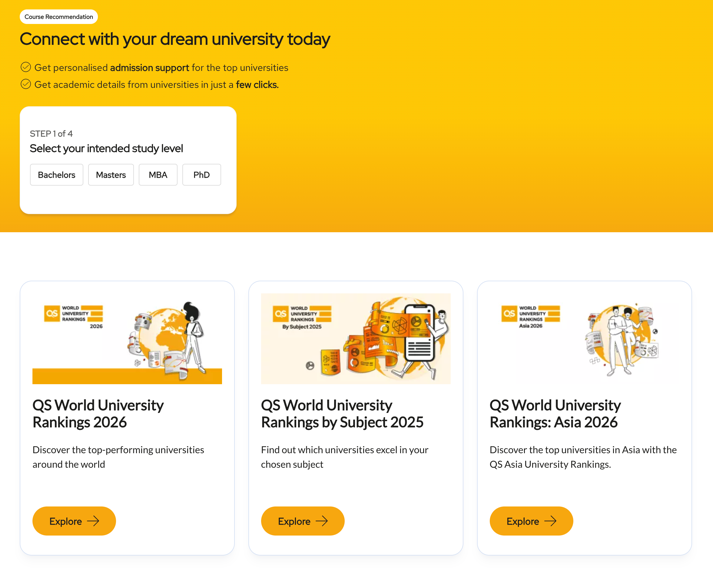 Course Recommendation
Connect with your dream university today
Get personalised admission support for the top universities
Get academic details from universities in just a few clicks.
STEP 1 of 4
Select your intended study level
Bachelors
Masters
MBA
PhD
QS WORLD
UNIVERSITY
RANKINGS
2026
QS World University
Rankings 2026
Discover the top-performing universities
around the world
Explore
QS WORLD
UNIVERSITY
RANKINGS
By Subject 2025
QS World University
Rankings by Subject 2025
Find out which universities excel in your
chosen subject
Explore
QS WORLD
UNIVERSITY
RANKINGS
Asia 2026
QS World University
Rankings: Asia 2026
Discover the top universities in Asia with the
QS Asia University Rankings.
Explore